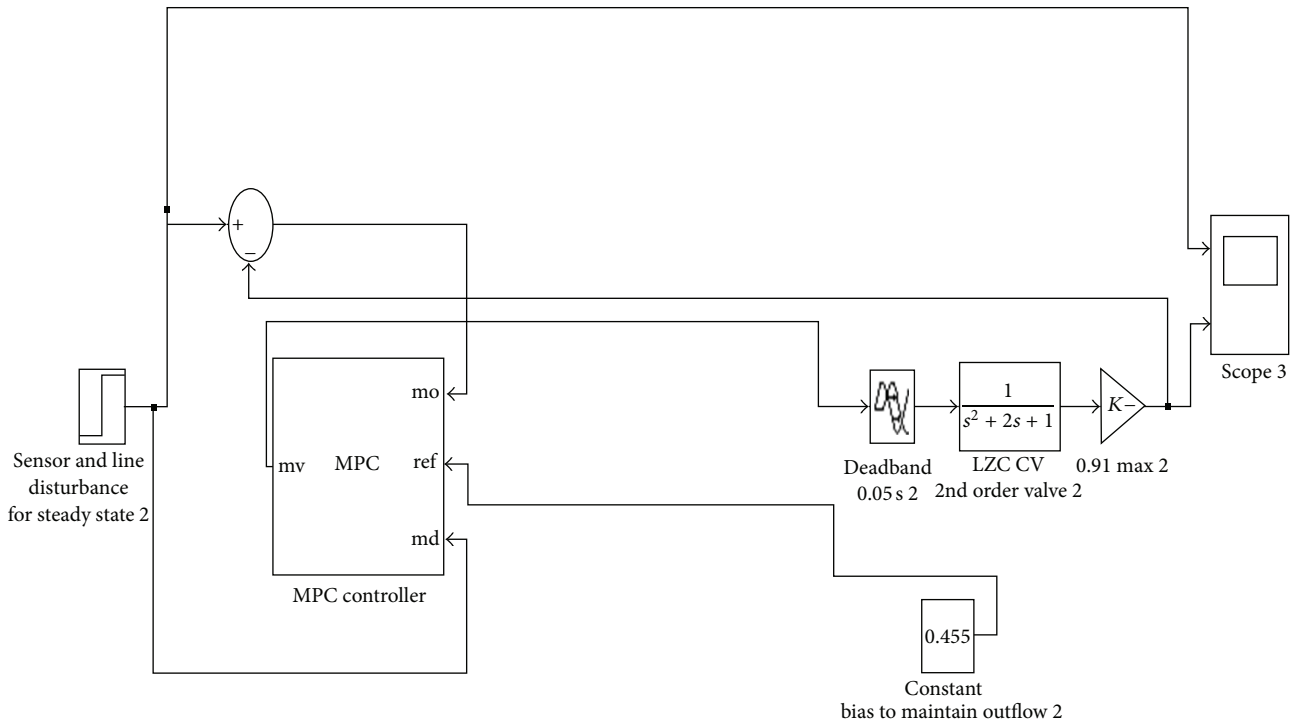 +
−
Scope 3
Sensor and line
disturbance
for steady state 2
mo
mv
MPC
ref
md
MPC controller
Deadband
0.05 s 2
1
s² + 2s + 1
LZC CV
2nd order valve 2
K−
0.91 max 2
0.455
Constant
bias to maintain outflow 2